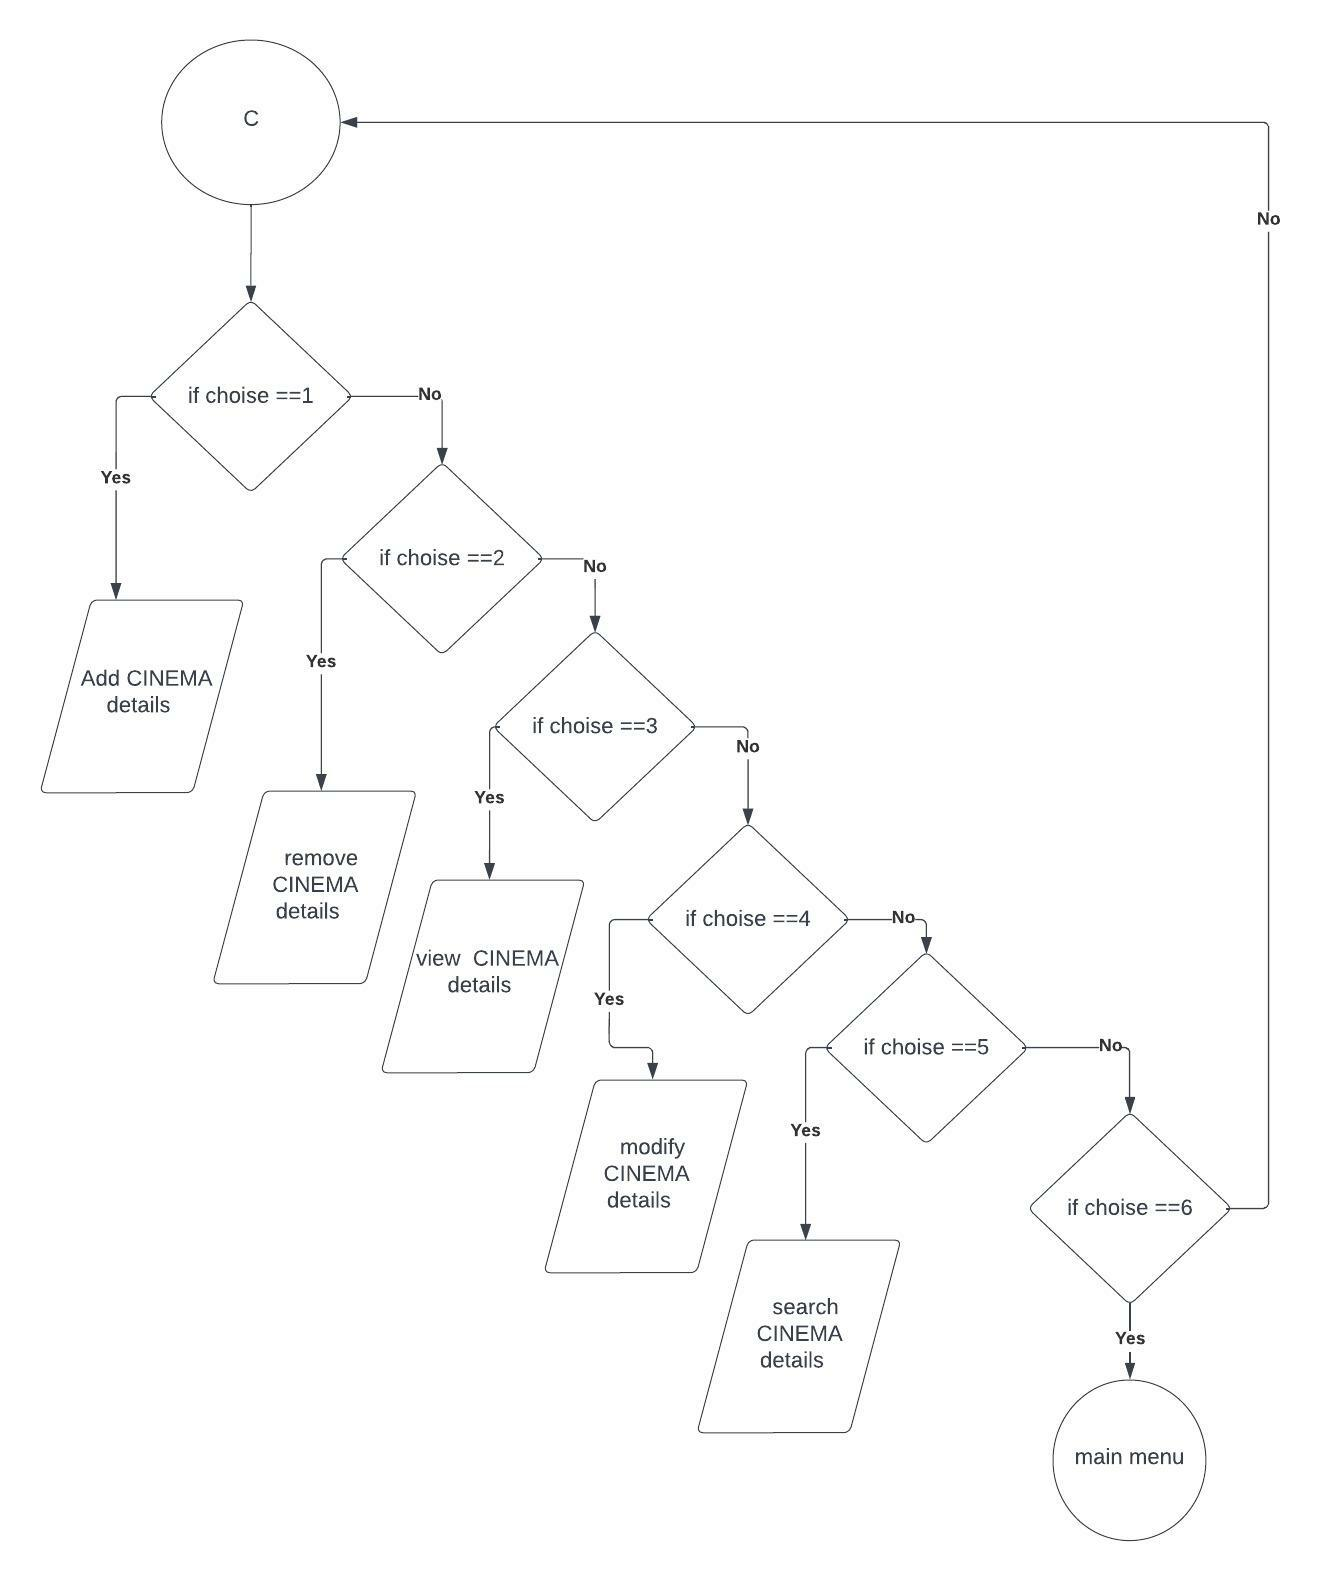 C
No
if choise ==1
No
Yes
if choise ==2
No
Yes
Add CINEMA
details
if choise ==3
No
Yes
remove
CINEMA
details
view  CINEMA
details
if choise ==4
No
Yes
if choise ==5
No
Yes
modify
CINEMA
details
if choise ==6
search
CINEMA
details
Yes
main menu